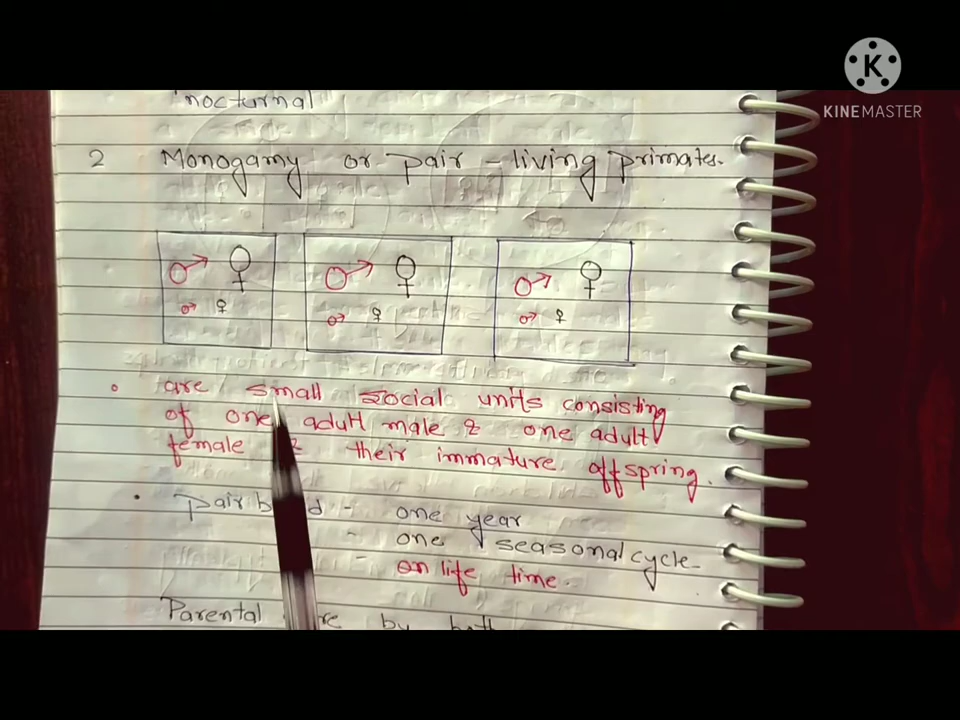 nocturnal
KINEMASTER
2 Monogamy or pair - living primates.
♂ ♀ ♂ ♀ ♂ ♀
♂ ♀ ♂ ♀ ♂ ♀
• are small social units consisting
of one adult male & one adult
female & their immature offspring.
• Pair - one year
- one seasonal cycle
- on life time.
Parental by both